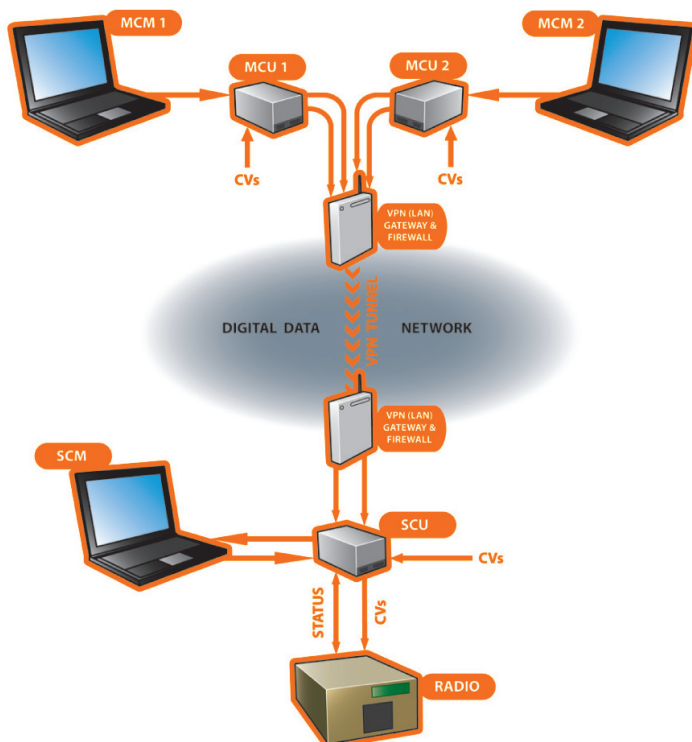 MCM 1
MCM 2
MCU 1
MCU 2
CVs
CVs
VPN (LAN)
GATEWAY &
FIREWALL
DIGITAL DATA
VPN TUNNEL
NETWORK
VPN (LAN)
GATEWAY &
FIREWALL
SCM
SCU
CVs
STATUS
CVs
RADIO